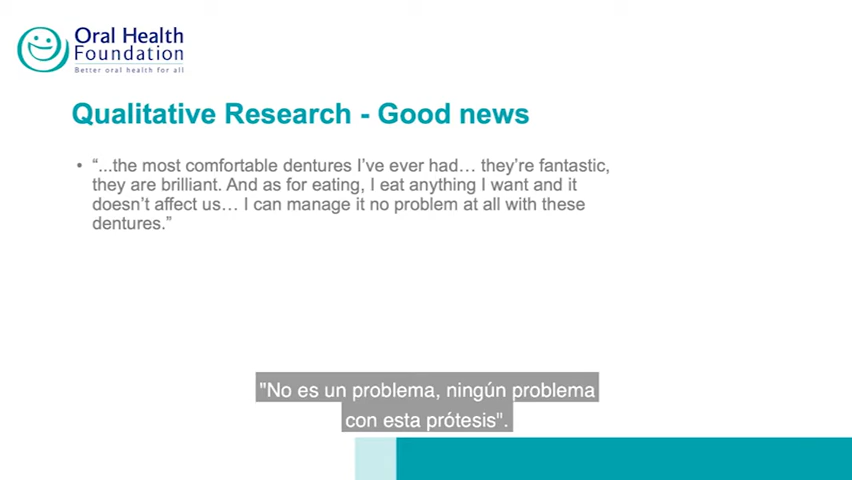 Oral Health
Foundation
Better oral health for all
Qualitative Research - Good news
• “...the most comfortable dentures I’ve ever had… they’re fantastic,
they are brilliant. And as for eating, I eat anything I want and it
doesn’t affect us… I can manage it no problem at all with these
dentures.”
"No es un problema, ningún problema
con esta prótesis".